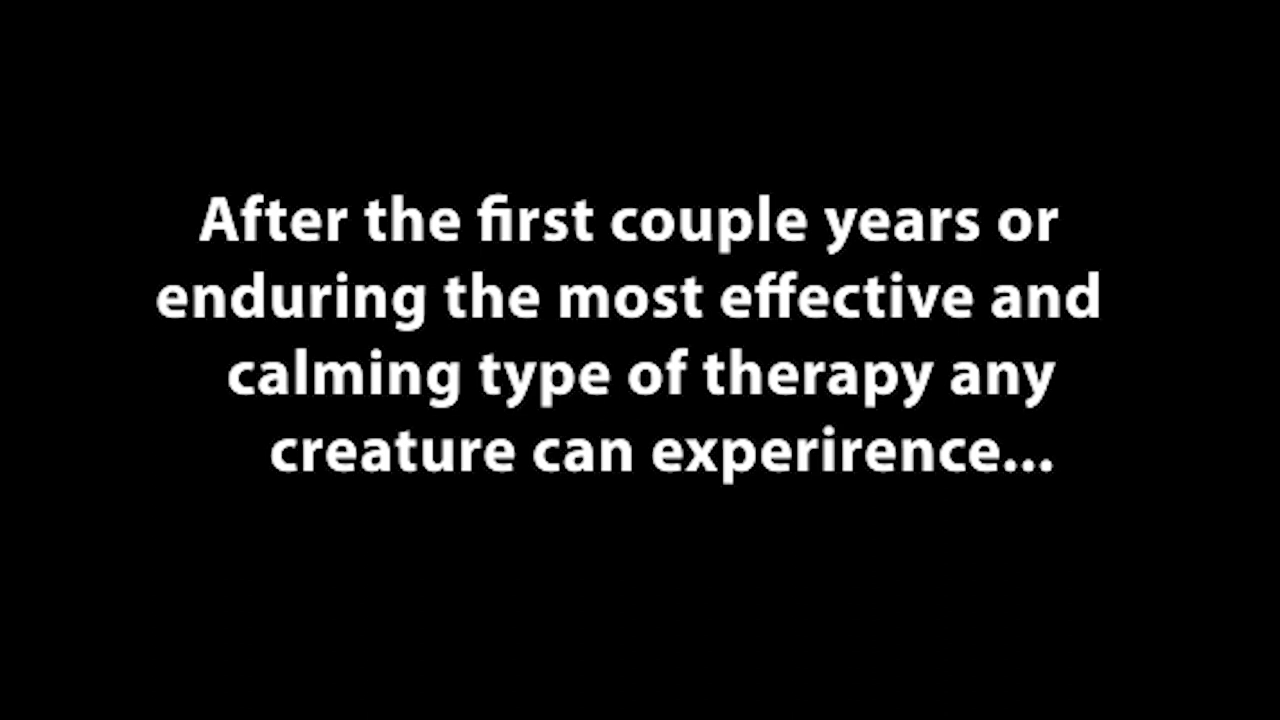 After the first couple years or
enduring the most effective and
calming type of therapy any
creature can experirence...